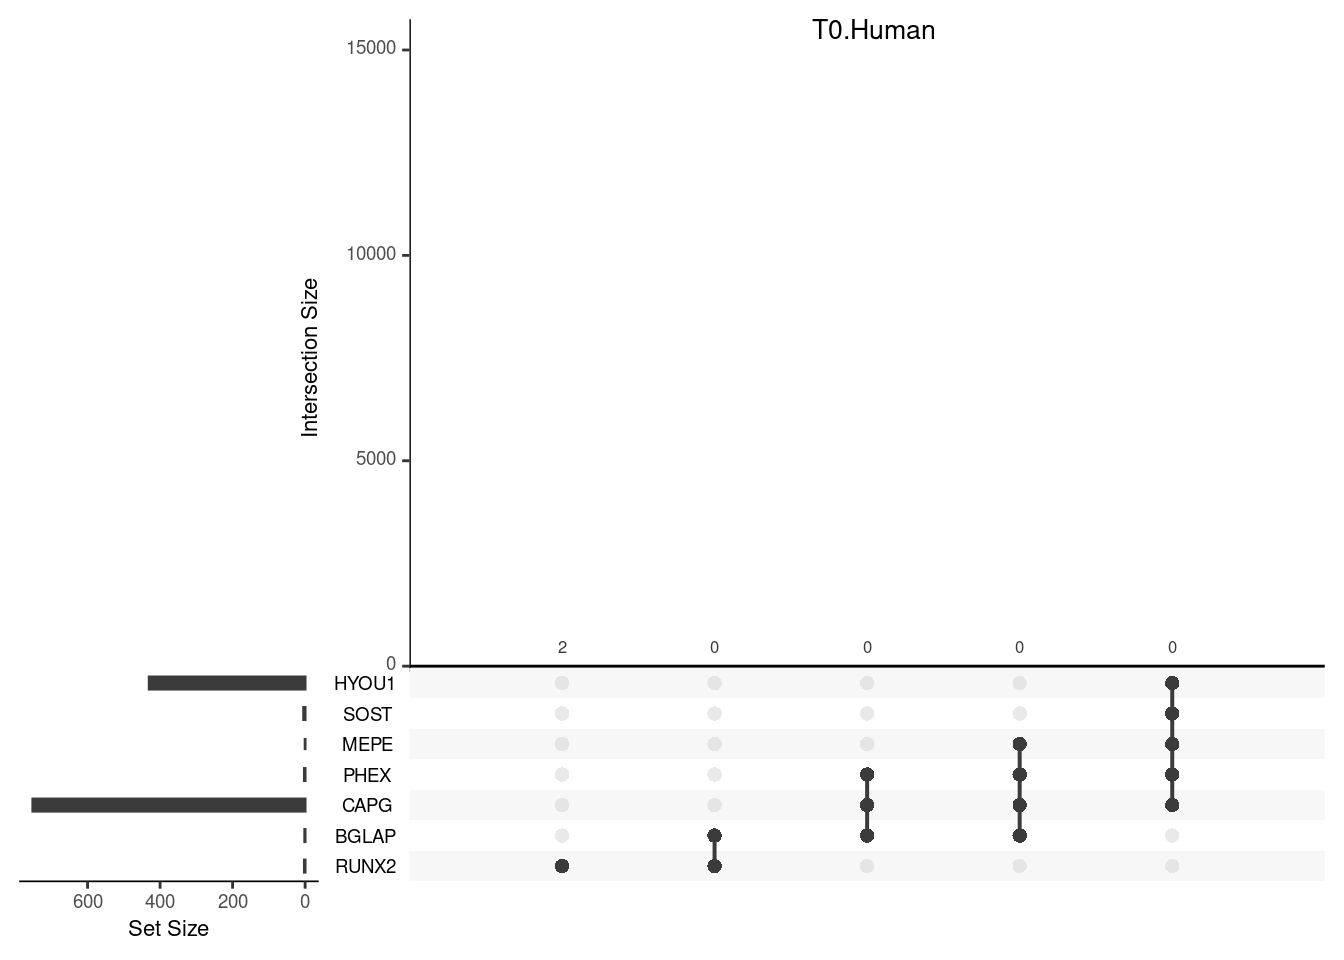 T0.Human
15000
10000
5000
0
Intersection Size
2 0 0 0 0
HYOU1
SOST
MEPE
PHEX
CAPG
BGLAP
RUNX2
600 400 200 0
Set Size